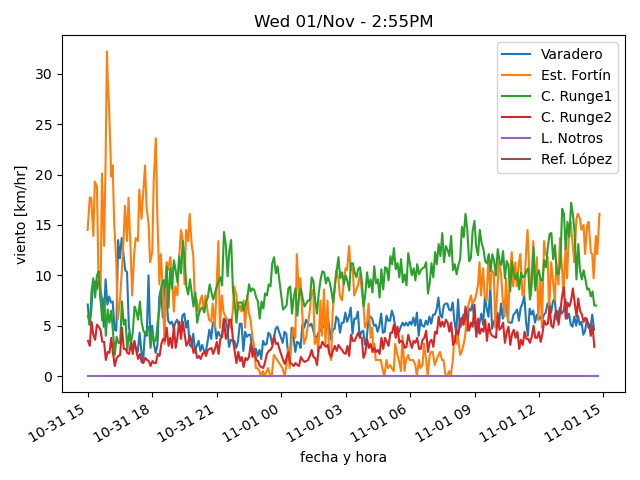 Wed 01/Nov - 2:55PM
Varadero
Est. Fortín
C. Runge1
C. Runge2
L. Notros
Ref. López
viento [km/hr]
30
25
20
15
10
5
0
10-31 15
10-31 18
10-31 21
11-01 00
11-01 03
11-01 06
11-01 09
11-01 12
11-01 15
fecha y hora